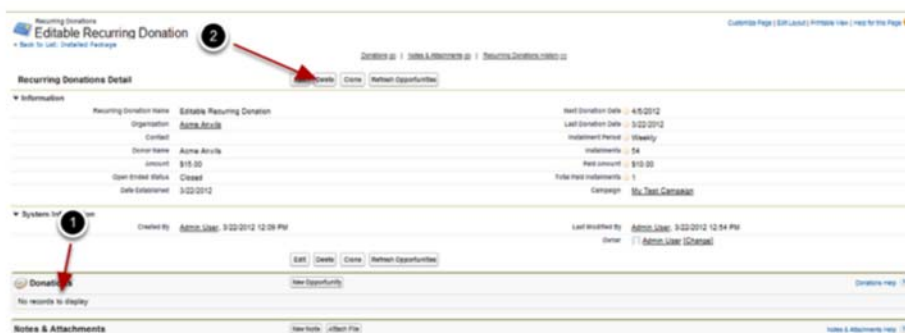 Recurring Donations
Editable Recurring Donation
Customize Page | Edit Layout | Printable View | Help for this Page
« Back to List: Installed Package
2
Donations [0] | Notes & Attachments [0] | Recurring Donations History [0]
Recurring Donations Detail Delete Clone Refresh Opportunities
Information
Recurring Donation Name Editable Recurring Donation Next Donation Date 4/5/2012
Organization Acme Anvils Last Donation Date 3/22/2012
Contact Installment Period Weekly
Donor Name Acme Anvils Installments 54
Amount $15.00 Paid Amount $10.00
Open Ended Status Closed Total Paid Installments 1
Date Established 3/22/2012 Campaign My Test Campaign
System
1
Created By Admin User, 3/22/2012 12:09 PM Last Modified By Admin User, 3/22/2012 12:54 PM
Owner Admin User [Change]
Edit Delete Clone Refresh Opportunities
Donations New Opportunity Donations Help
No records to display
Notes & Attachments New Note Attach File Notes & Attachments Help